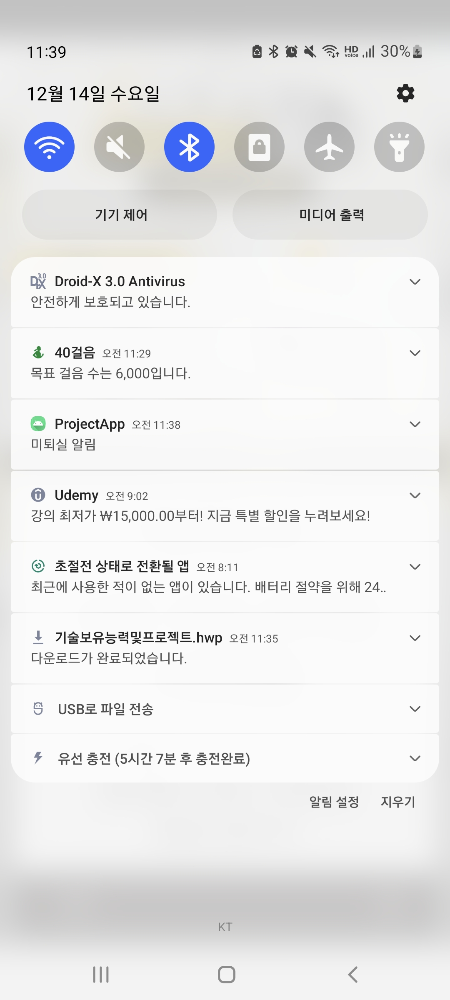 11:39
HD voice 30%
12월 14일 수요일
기기 제어
미디어 출력
D-X 3.0
Droid-X 3.0 Antivirus
안전하게 보호되고 있습니다.
40걸음 오전 11:29
목표 걸음 수는 6,000입니다.
ProjectApp 오전 11:38
미퇴실 알림
Udemy 오전 9:02
강의 최저가 ₩15,000.00부터! 지금 특별 할인을 누려보세요!
초절전 상태로 전환될 앱 오전 8:11
최근에 사용한 적이 없는 앱이 있습니다. 배터리 절약을 위해 24..
기술보유능력및프로젝트.hwp 오전 11:35
다운로드가 완료되었습니다.
USB로 파일 전송
유선 충전 (5시간 7분 후 충전완료)
알림 설정
지우기
KT